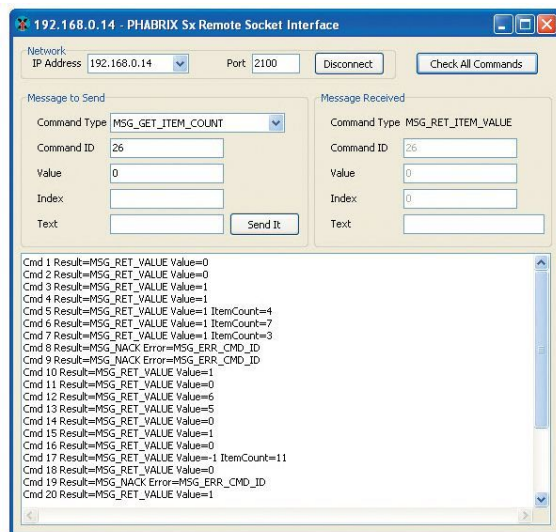 192.168.0.14 - PHABRIX Sx Remote Socket Interface
Network
IP Address 192.168.0.14 Port 2100 Disconnect Check All Commands
Message to Send
Command Type MSG_GET_ITEM_COUNT
Command ID 26
Value 0
Index
Text Send It
Message Received
Command Type MSG_RET_ITEM_VALUE
Command ID 26
Value 0
Index 0
Text
Cmd 1 Result=MSG_RET_VALUE Value=0
Cmd 2 Result=MSG_RET_VALUE Value=0
Cmd 3 Result=MSG_RET_VALUE Value=1
Cmd 4 Result=MSG_RET_VALUE Value=1
Cmd 5 Result=MSG_RET_VALUE Value=1 ItemCount=4
Cmd 6 Result=MSG_RET_VALUE Value=1 ItemCount=7
Cmd 7 Result=MSG_RET_VALUE Value=1 ItemCount=3
Cmd 8 Result=MSG_NACK Error=MSG_ERR_CMD_ID
Cmd 9 Result=MSG_NACK Error=MSG_ERR_CMD_ID
Cmd 10 Result=MSG_RET_VALUE Value=1
Cmd 11 Result=MSG_RET_VALUE Value=0
Cmd 12 Result=MSG_RET_VALUE Value=6
Cmd 13 Result=MSG_RET_VALUE Value=5
Cmd 14 Result=MSG_RET_VALUE Value=0
Cmd 15 Result=MSG_RET_VALUE Value=1
Cmd 16 Result=MSG_RET_VALUE Value=0
Cmd 17 Result=MSG_RET_VALUE Value=-1 ItemCount=11
Cmd 18 Result=MSG_RET_VALUE Value=0
Cmd 19 Result=MSG_NACK Error=MSG_ERR_CMD_ID
Cmd 20 Result=MSG_RET_VALUE Value=1